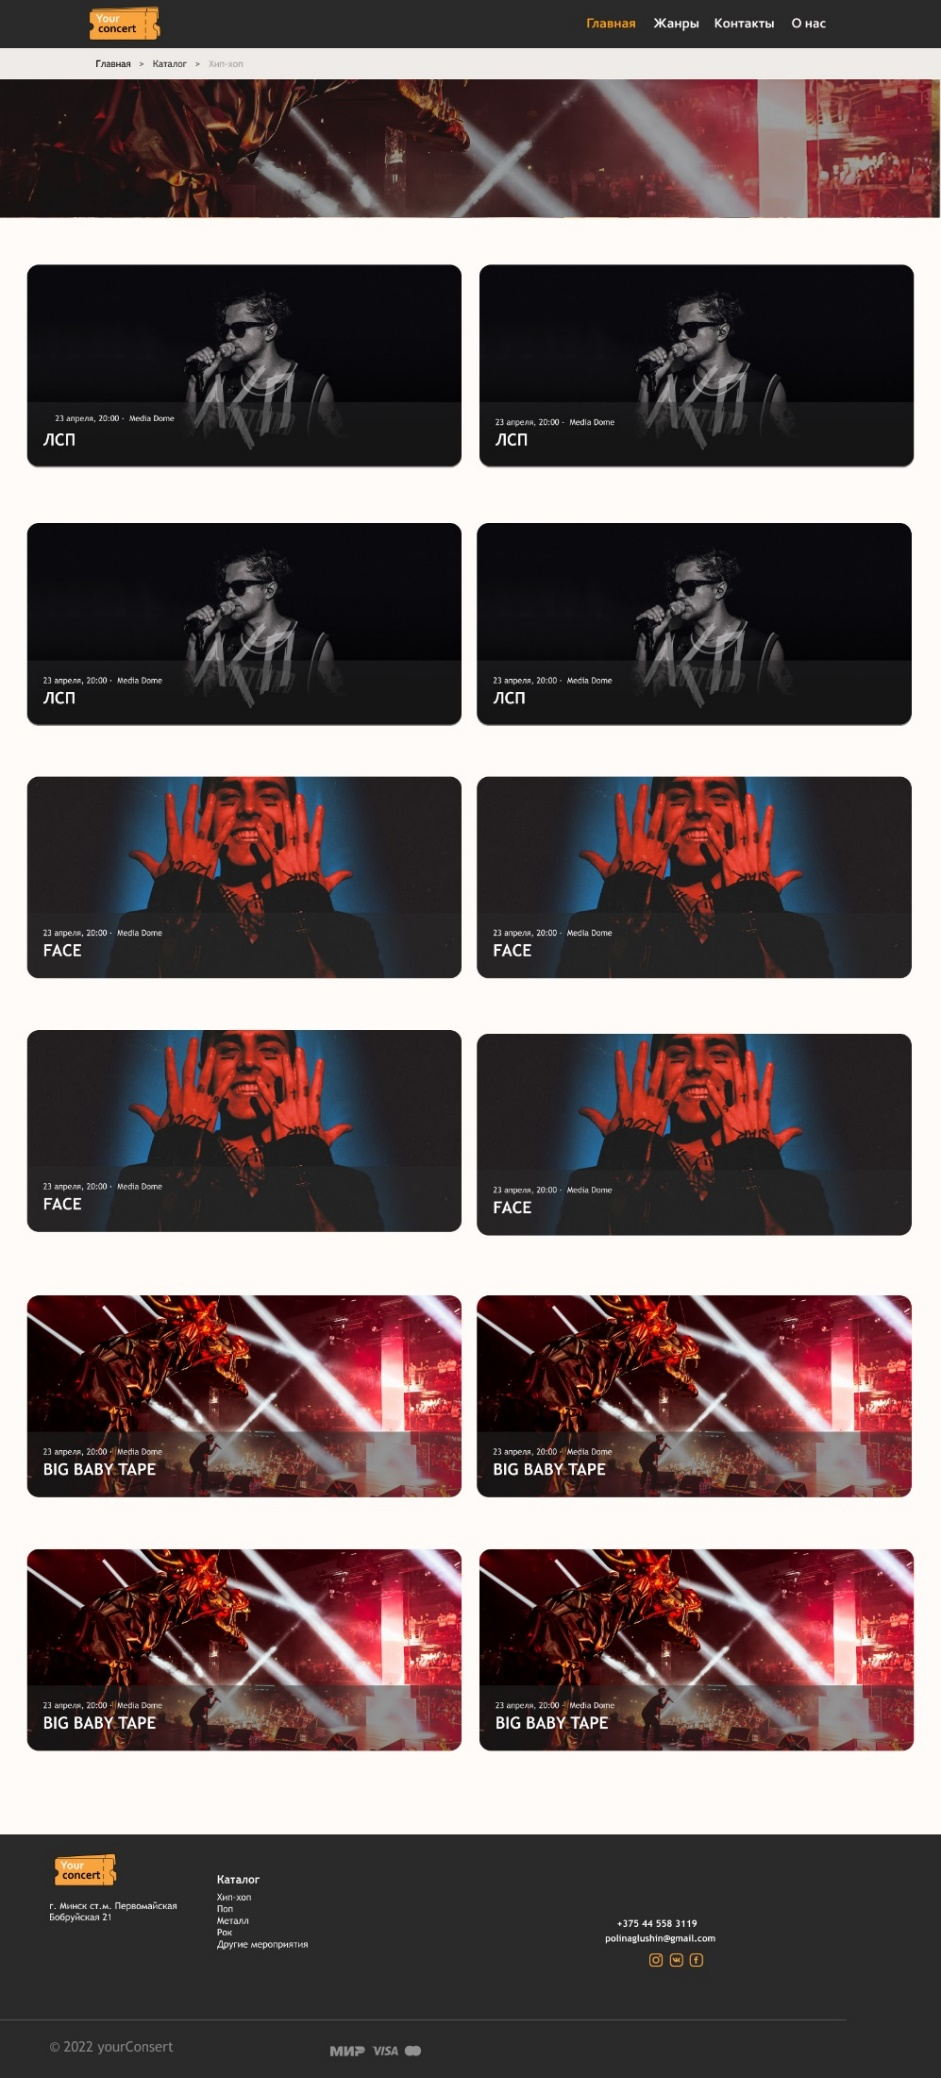 Your
concert
Главная Жанры Контакты О нас
Главная > Каталог > Хип-хоп
23 апреля, 20:00 - Media Dome
ЛСП
23 апреля, 20:00 - Media Dome
ЛСП
23 апреля, 20:00 - Media Dome
ЛСП
23 апреля, 20:00 - Media Dome
ЛСП
23 апреля, 20:00 - Media Dome
FACE
23 апреля, 20:00 - Media Dome
FACE
23 апреля, 20:00 - Media Dome
FACE
23 апреля, 20:00 - Media Dome
FACE
23 апреля, 20:00 - Media Dome
BIG BABY TAPE
23 апреля, 20:00 - Media Dome
BIG BABY TAPE
23 апреля, 20:00 - Media Dome
BIG BABY TAPE
23 апреля, 20:00 - Media Dome
BIG BABY TAPE
Your
concert
г. Минск ст.м. Первомайская
Бобруйская 21
Каталог
Хип-хоп
Поп
Металл
Рок
Другие мероприятия
+375 44 558 3119
polinaglushin@gmail.com
© 2022 yourConsert
МИР VISA